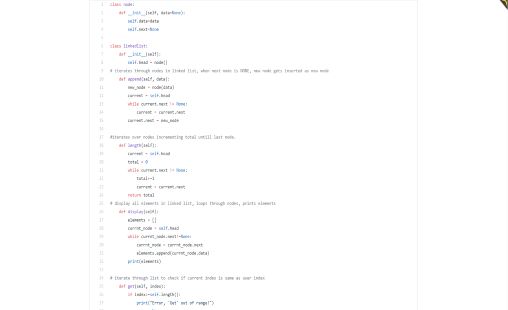 1 class node:
2 def __init__(self, data=None):
3 self.data=data
4 self.next=None
5
6 class linkedlist:
7 def __init__(self):
8 self.head = node()
9 # iterates through nodes in linked list, when next node is NONE, new node gets inserted as new node
10 def append(self, data):
11 new_node = node(data)
12 current = self.head
13 while current.next != None:
14 current = current.next
15 current.next = new_node
16
17 #iterates over nodes incrementing total untill last node.
18 def length(self):
19 current = self.head
20 total = 0
21 while current.next != None:
22 total+=1
23 current = current.next
24 return total
25 # display all elements in linked list, loops through nodes, prints elements
26 def display(self):
27 elements = []
28 currnt_node = self.head
29 while currnt_node.next!=None:
30 currnt_node = currnt_node.next
31 elements.append(currnt_node.data)
32 print(elements)
33
34 # iterate through list to check if current index is same as user index
35 def get(self, index):
36 if index>=self.length():
37 print("Error, 'Get' out of range!")